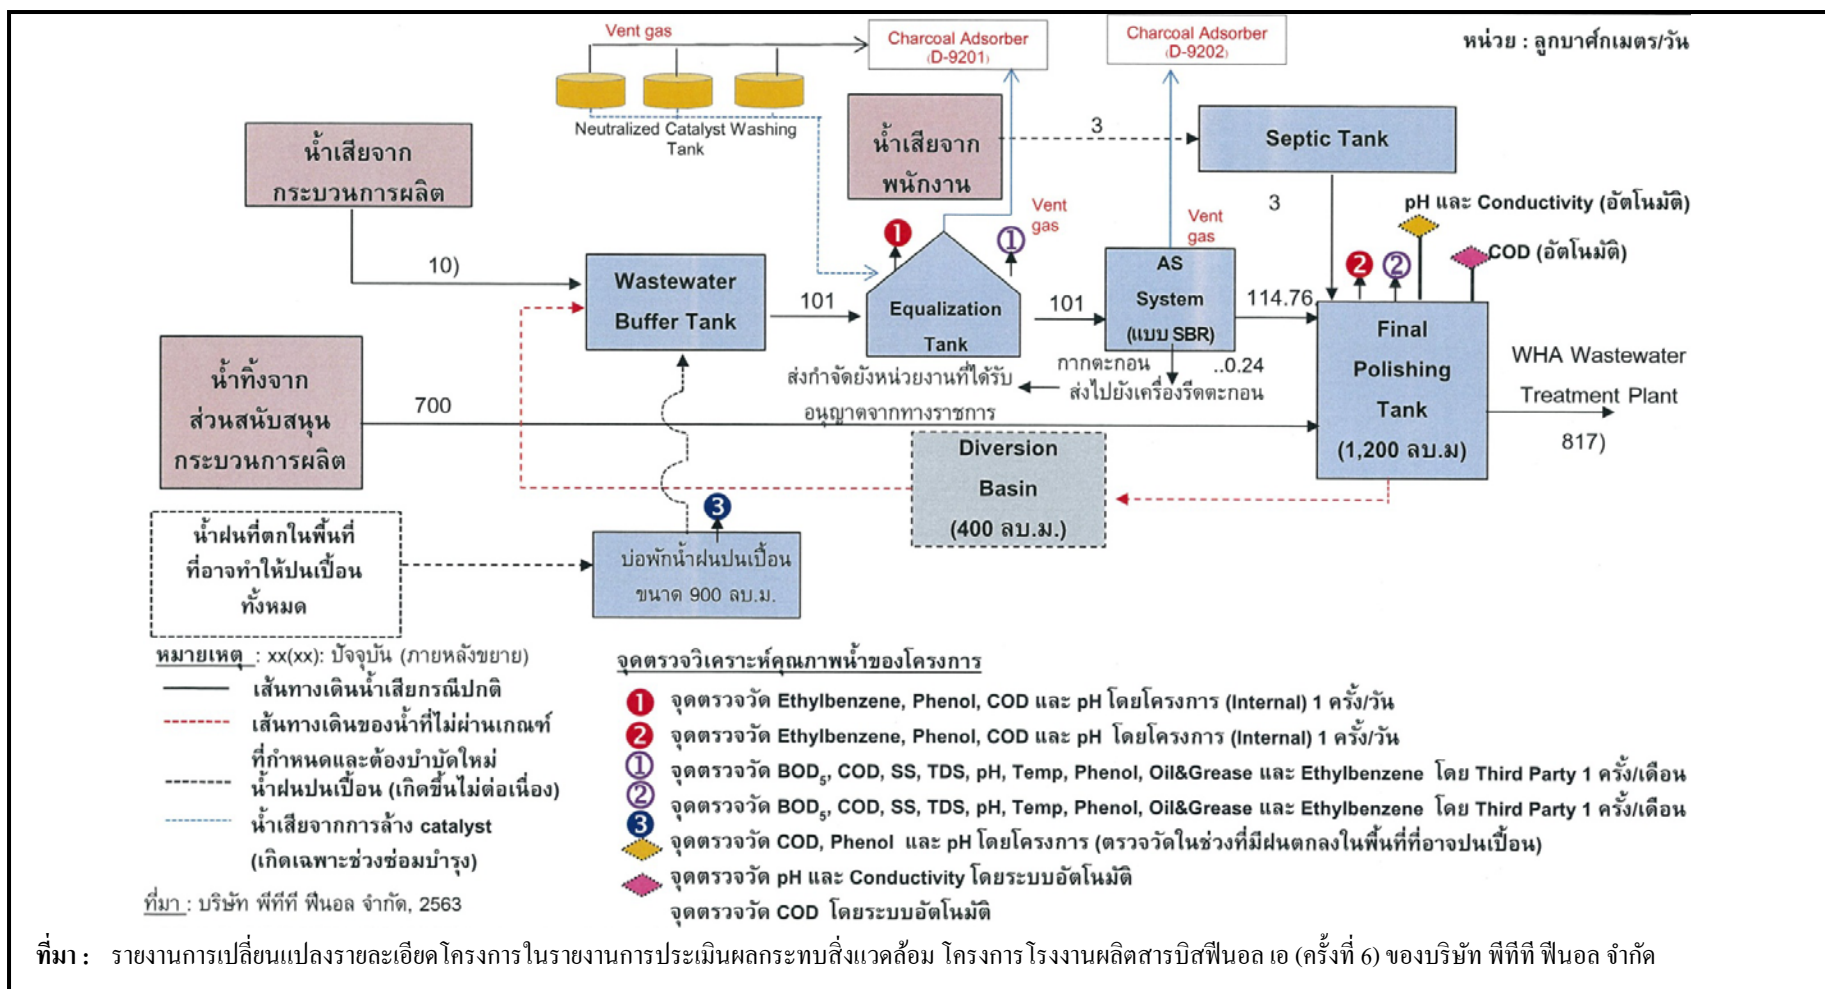 Vent gas
Charcoal Adsorber
(D-9201)
Charcoal Adsorber
(D-9202)
หน่วย : ลูกบาศก์เมตร/วัน
Neutralized Catalyst Washing
Tank
น้ำเสียจาก
กระบวนการผลิต
น้ำเสียจาก
พนักงาน
3
Septic Tank
3
Vent
gas
Vent
gas
pH และ Conductivity (อัตโนมัติ)
COD (อัตโนมัติ)
1
1
2
2
10)
Wastewater
Buffer Tank
101
Equalization
Tank
101
AS
System
(แบบ SBR)
114.76
Final
Polishing
Tank
(1,200 ลบ.ม)
WHA Wastewater
Treatment Plant
817)
กากตะกอน
..0.24
ส่งไปยังเครื่องรีดตะกอน
ส่งกำจัดยังหน่วยงานที่ได้รับ
อนุญาตจากทางราชการ
น้ำทิ้งจาก
ส่วนสนับสนุน
กระบวนการผลิต
700
Diversion
Basin
(400 ลบ.ม.)
น้ำฝนที่ตกในพื้นที่
ที่อาจทำให้ปนเปื้อน
ทั้งหมด
3
บ่อพักน้ำฝนปนเปื้อน
ขนาด 900 ลบ.ม.
หมายเหตุ : xx(xx): ปัจจุบัน (ภายหลังขยาย)
เส้นทางเดินน้ำเสียกรณีปกติ
เส้นทางเดินของน้ำที่ไม่ผ่านเกณฑ์
ที่กำหนดและต้องบำบัดใหม่
น้ำฝนปนเปื้อน (เกิดขึ้นไม่ต่อเนื่อง)
น้ำเสียจากการล้าง catalyst
(เกิดเฉพาะช่วงซ่อมบำรุง)
ที่มา : บริษัท พีทีที ฟีนอล จำกัด, 2563
จุดตรวจวิเคราะห์คุณภาพน้ำของโครงการ
1 จุดตรวจวัด Ethylbenzene, Phenol, COD และ pH โดยโครงการ (Internal) 1 ครั้ง/วัน
2 จุดตรวจวัด Ethylbenzene, Phenol, COD และ pH โดยโครงการ (Internal) 1 ครั้ง/วัน
1 จุดตรวจวัด BOD5, COD, SS, TDS, pH, Temp, Phenol, Oil&Grease และ Ethylbenzene โดย Third Party 1 ครั้ง/เดือน
2 จุดตรวจวัด BOD5, COD, SS, TDS, pH, Temp, Phenol, Oil&Grease และ Ethylbenzene โดย Third Party 1 ครั้ง/เดือน
3 จุดตรวจวัด COD, Phenol และ pH โดยโครงการ (ตรวจวัดในช่วงที่มีฝนตกลงในพื้นที่ที่อาจปนเปื้อน)
จุดตรวจวัด pH และ Conductivity โดยระบบอัตโนมัติ
จุดตรวจวัด COD โดยระบบอัตโนมัติ
ที่มา : รายงานการเปลี่ยนแปลงรายละเอียดโครงการในรายงานการประเมินผลกระทบสิ่งแวดล้อม โครงการโรงงานผลิตสารบิสฟีนอล เอ (ครั้งที่ 6) ของบริษัท พีทีที ฟีนอล จำกัด